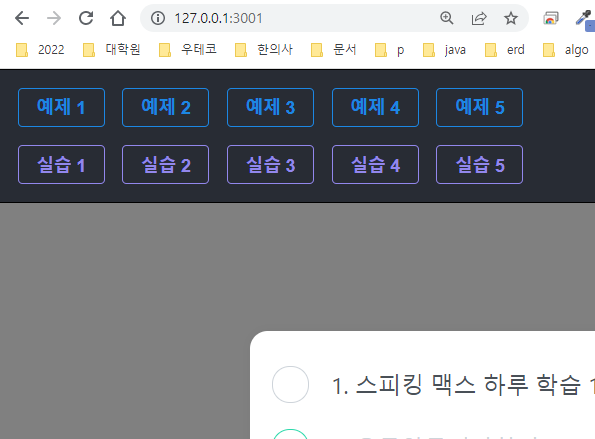 127.0.0.1:3001
2022 대학원 우테코 한의사 문서 p java erd algo
예제 1 예제 2 예제 3 예제 4 예제 5
실습 1 실습 2 실습 3 실습 4 실습 5
1. 스피킹 맥스 하루 학습 1